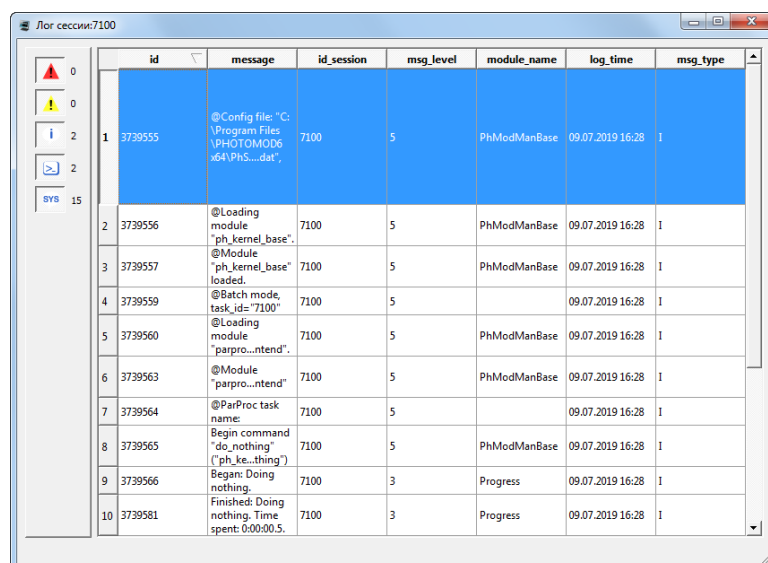 Лог сессии:7100
0
0
i 2
>_ 2
SYS 15
id message id_session msg_level module_name log_time msg_type
1 3739555 @Config file: "C: 7100 5 PhModManBase 09.07.2019 16:28 I
\Program Files
\PHOTOMOD6
x64\PhS....dat",
2 3739556 @Loading 7100 5 PhModManBase 09.07.2019 16:28 I
module
"ph_kernel_base".
3 3739557 @Module 7100 5 PhModManBase 09.07.2019 16:28 I
"ph_kernel_base"
loaded.
4 3739559 @Batch mode, 7100 5 09.07.2019 16:28 I
task_id="7100"
5 3739560 @Loading 7100 5 PhModManBase 09.07.2019 16:28 I
module
"parpro...ntend".
6 3739563 @Module 7100 5 PhModManBase 09.07.2019 16:28 I
"parpro...ntend"
7 3739564 @ParProc task 7100 5 09.07.2019 16:28 I
name:
8 3739565 Begin command 7100 5 PhModManBase 09.07.2019 16:28 I
"do_nothing"
("ph_ke...thing")
9 3739566 Began: Doing 7100 3 Progress 09.07.2019 16:28 I
nothing.
10 3739581 Finished: Doing 7100 3 Progress 09.07.2019 16:28 I
nothing. Time
spent: 0:00:00.5.